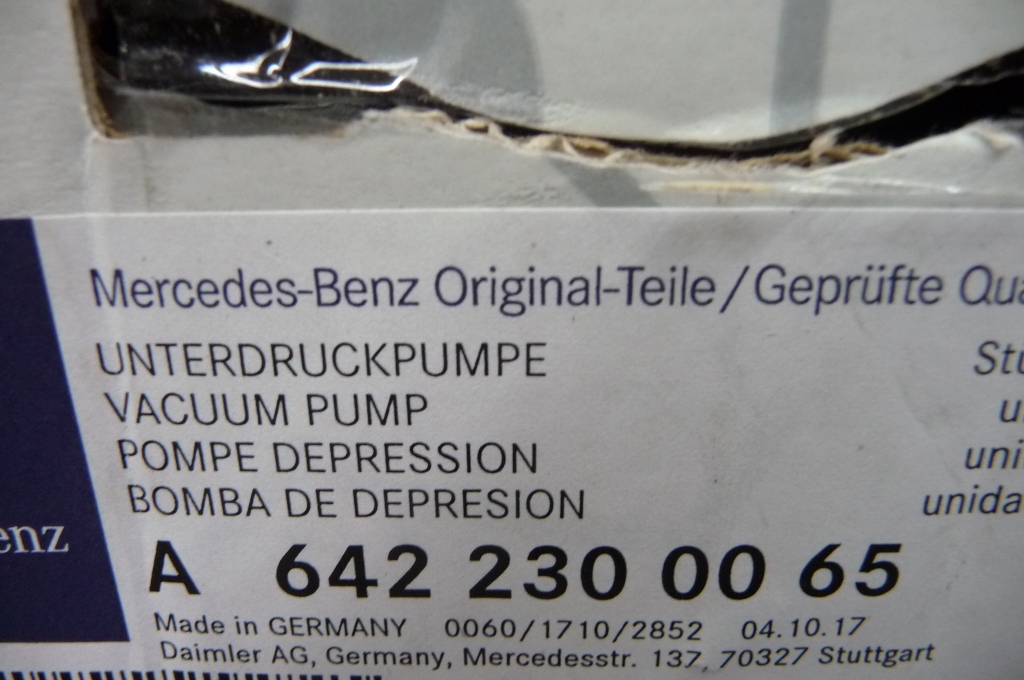 Mercedes-Benz Original-Teile/Geprüfte
UNTERDRUCKPUMPE
VACUUM PUMP
POMPE DEPRESSION
BOMBA DE DEPRESION
A 642 230 00 65
Made in GERMANY 0060/1710/2852 04.10.17
Daimler AG, Germany, Mercedesstr. 137, 70327 Stuttgart